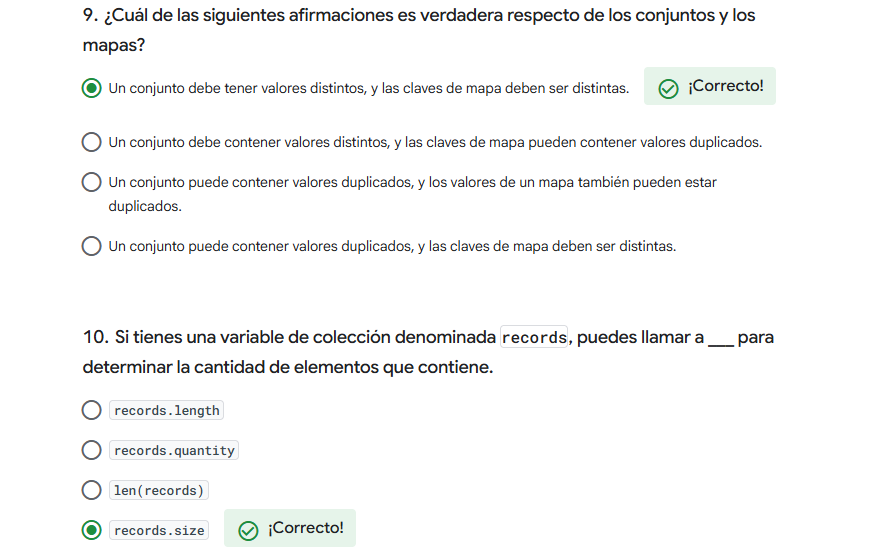 9. ¿Cuál de las siguientes afirmaciones es verdadera respecto de los conjuntos y los
mapas?
Un conjunto debe tener valores distintos, y las claves de mapa deben ser distintas.
¡Correcto!
Un conjunto debe contener valores distintos, y las claves de mapa pueden contener valores duplicados.
Un conjunto puede contener valores duplicados, y los valores de un mapa también pueden estar
duplicados.
Un conjunto puede contener valores duplicados, y las claves de mapa deben ser distintas.
10. Si tienes una variable de colección denominada records, puedes llamar a ___ para
determinar la cantidad de elementos que contiene.
records.length
records.quantity
len(records)
records.size
¡Correcto!